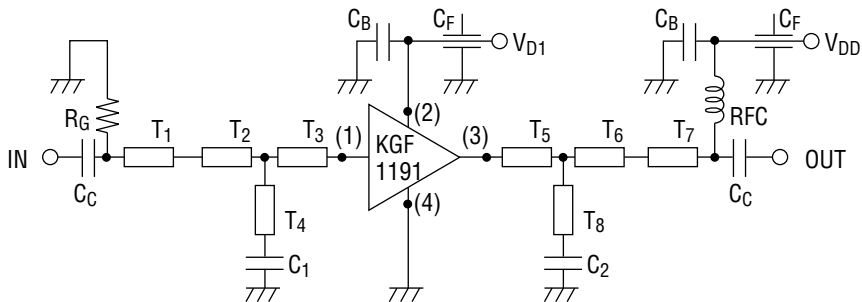 C_B C_F V_D1 C_B C_F V_DD
R_G (2) RFC
T_1 T_2 T_3 (1) KGF 1191 (3) T_5 T_6 T_7
IN OUT
C_C (4) C_C
T_4 T_8
C_1 C_2